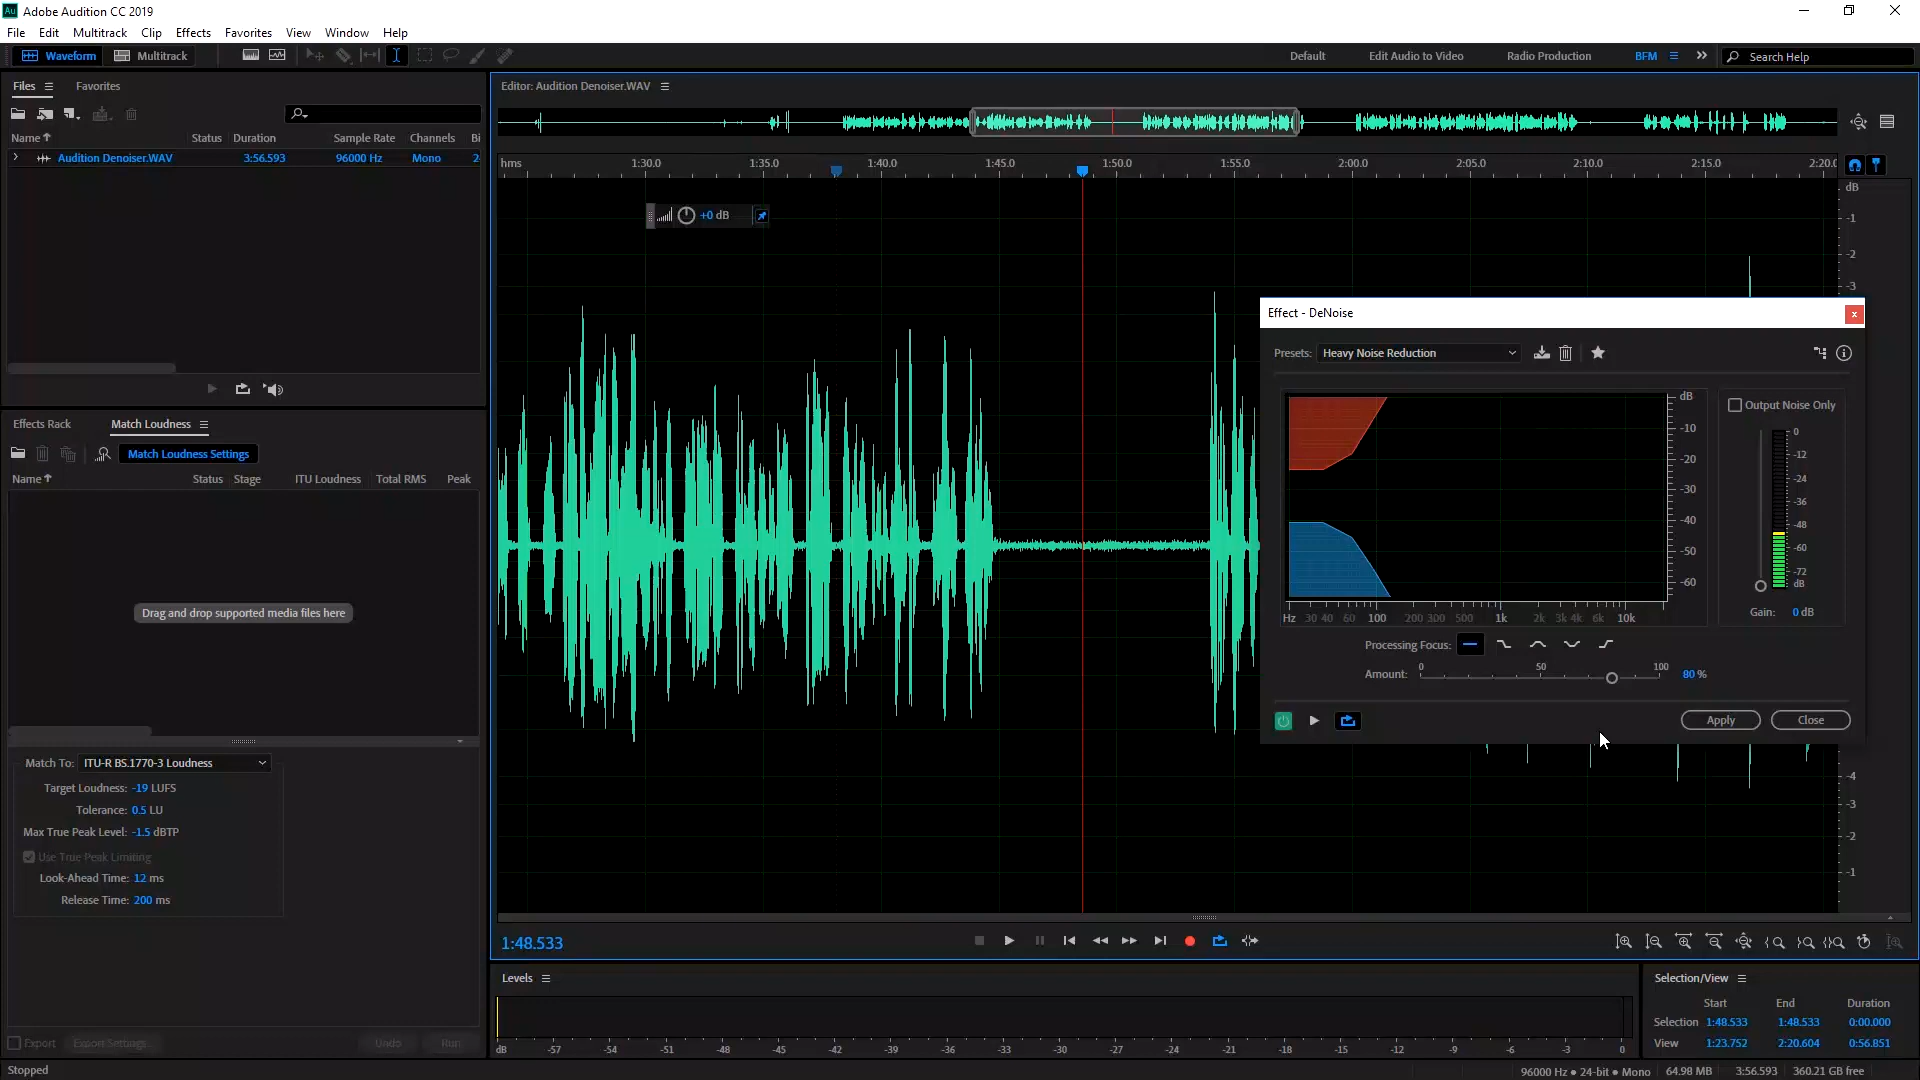 Au Adobe Audition CC 2019
File Edit Multitrack Clip Effects Favorites View Window Help
Waveform Multitrack Default Edit Audio to Video Radio Production BFM Search Help
Files Favorites
Name Status Duration Sample Rate Channels Bi
Audition Denoiser.WAV 3:56.593 96000 Hz Mono 2
Effects Rack Match Loudness
Match Loudness Settings
Name Status Stage ITU Loudness Total RMS Peak
Drag and drop supported media files here
Match To: ITU-R BS.1770-3 Loudness
Target Loudness: -19 LUFS
Tolerance: 0.5 LU
Max True Peak Level: -1.5 dBTP
Use True Peak Limiting
Look-Ahead Time: 12 ms
Release Time: 200 ms
Export Export Settings... Undo Run
Stopped
Editor: Audition Denoiser.WAV
hms 1:30.0 1:35.0 1:40.0 1:45.0 1:50.0 1:55.0 2:00.0 2:05.0 2:10.0 2:15.0 2:20.0
+0 dB
dB
-1
-2
-3
-4
-3
-2
-1
Effect - DeNoise
Presets: Heavy Noise Reduction
dB
-10
-20
-30
-40
-50
-60
Hz 30 40 60 100 200 300 500 1k 2k 3k 4k 6k 10k
Output Noise Only
0
-12
-24
-36
-48
-60
-72
dB
Gain: 0 dB
Processing Focus:
0 50 100
Amount: 80 %
Apply Close
1:48.533
Levels
dB -57 -54 -51 -48 -45 -42 -39 -36 -33 -30 -27 -24 -21 -18 -15 -12 -9 -6 -3 0
Selection/View
Start End Duration
Selection 1:48.533 1:48.533 0:00.000
View 1:23.752 2:20.604 0:56.851
96000 Hz • 24-bit • Mono 64.98 MB 3:56.593 360.21 GB free